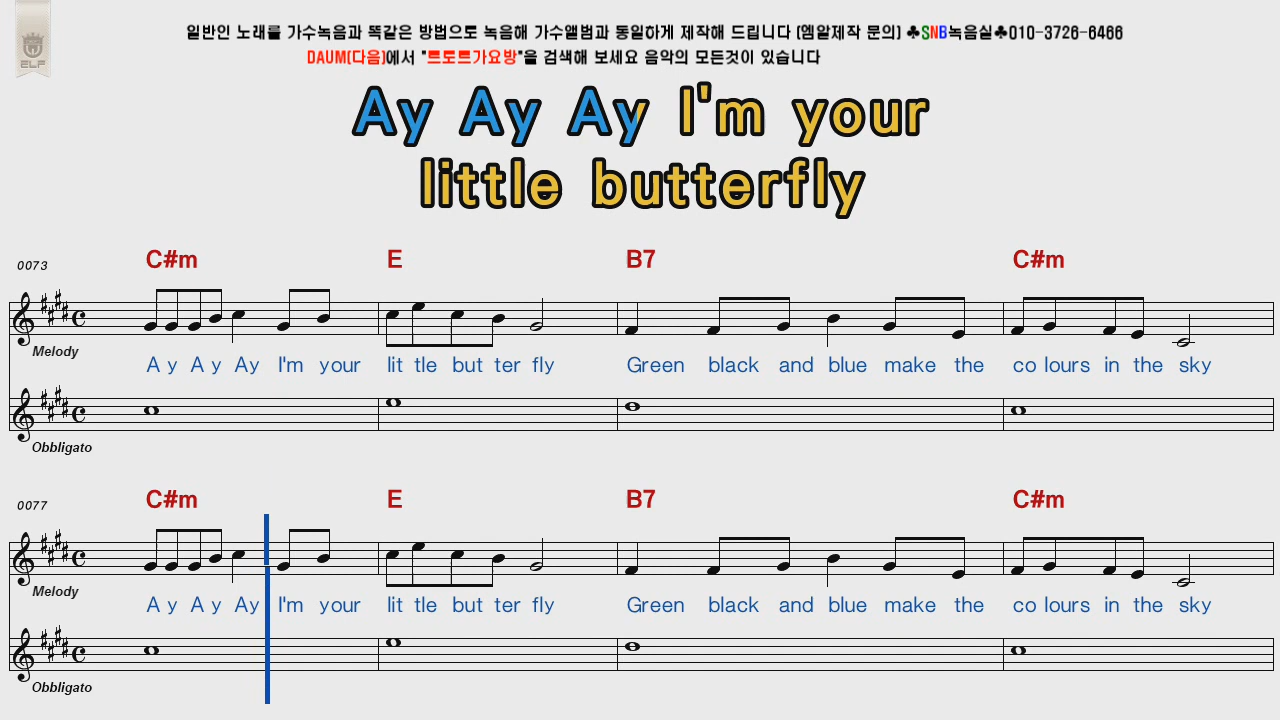 일반인 노래를 가수녹음과 똑같은 방법으로 녹음해 가수앨범과 동일하게 제작해 드립니다 (엠알제작 문의) ♣SNB녹음실♣010-3726-6466
DAUM(다음)에서 "트로트가요방"을 검색해 보세요 음악의 모든것이 있습니다
ELF
Ay Ay Ay I'm your
little butterfly
0073
C#m E B7 C#m
Melody
A y A y Ay I'm your lit tle but ter fly Green black and blue make the co lours in the sky
Obbligato
0077
C#m E B7 C#m
Melody
A y A y Ay I'm your lit tle but ter fly Green black and blue make the co lours in the sky
Obbligato